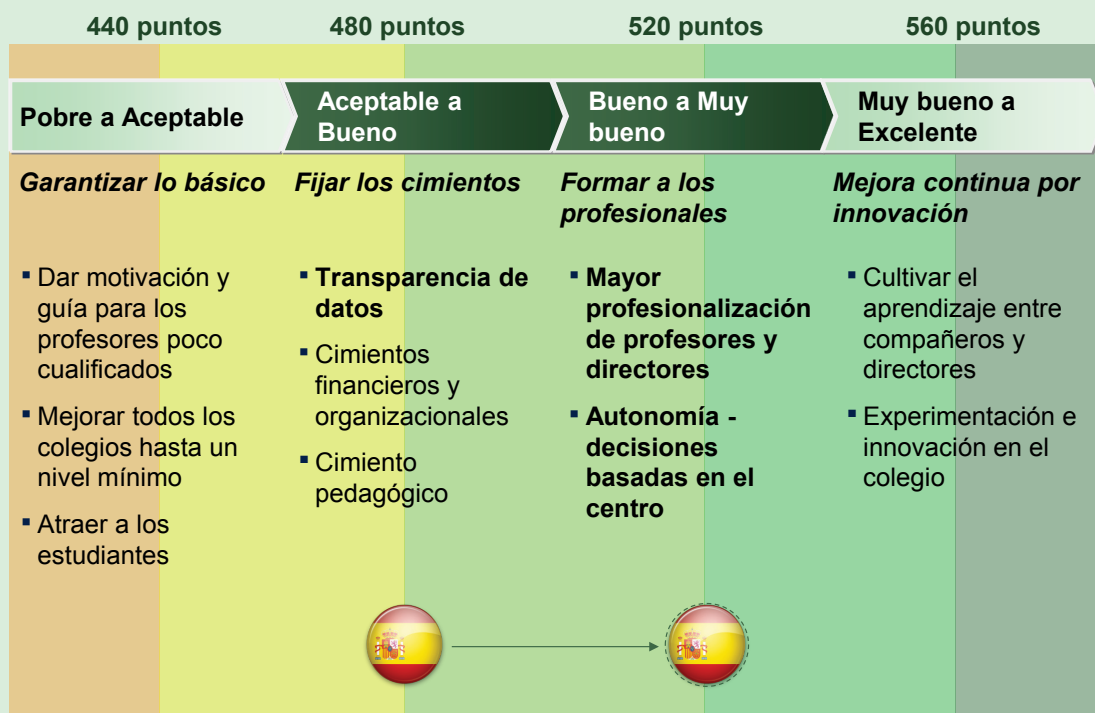 440 puntos
480 puntos
520 puntos
560 puntos
Pobre a Aceptable
Aceptable a
Bueno
Bueno a Muy
bueno
Muy bueno a
Excelente
Garantizar lo básico
Fijar los cimientos
Formar a los
profesionales
Mejora continua por
innovación
▪ Dar motivación y
guía para los
profesores poco
cualificados
▪ Mejorar todos los
colegios hasta un
nivel mínimo
▪ Atraer a los
estudiantes
▪ Transparencia de
datos
▪ Cimientos
financieros y
organizacionales
▪ Cimiento
pedagógico
▪ Mayor
profesionalización
de profesores y
directores
▪ Autonomía -
decisiones
basadas en el
centro
▪ Cultivar el
aprendizaje entre
compañeros y
directores
▪ Experimentación e
innovación en el
colegio